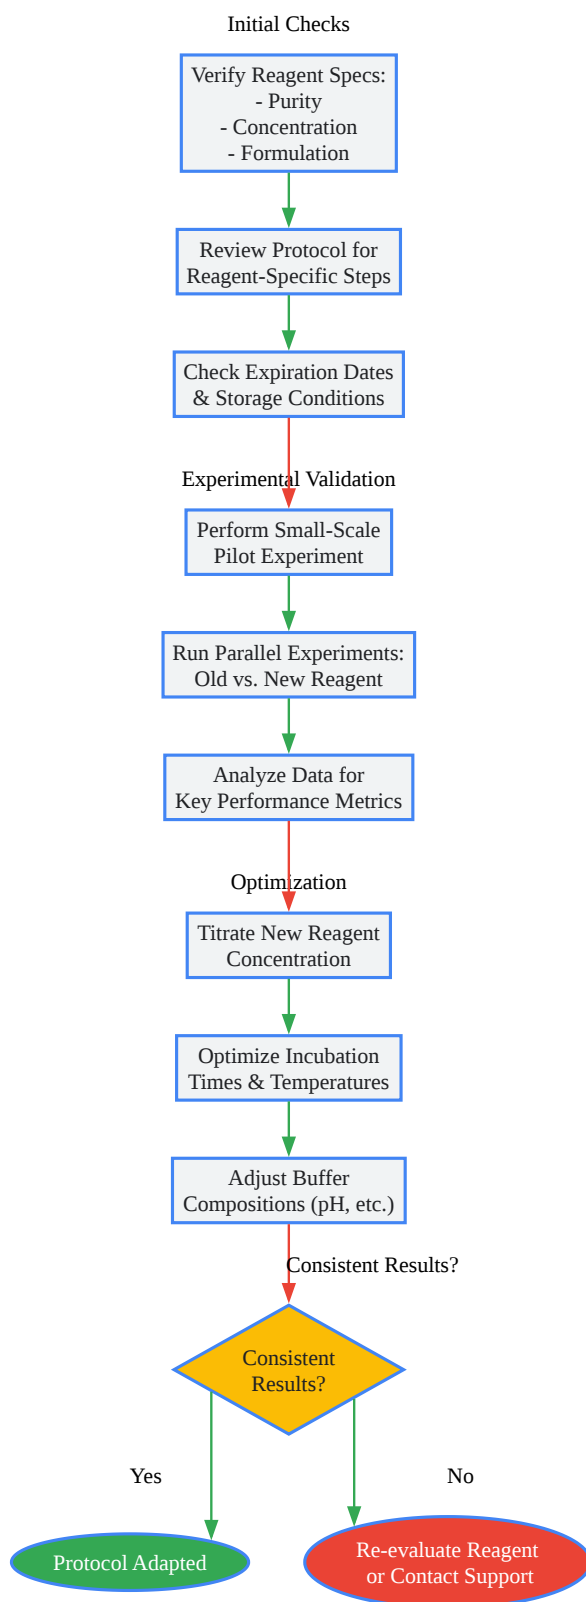 Initial Checks
Verify Reagent Specs:
- Purity
- Concentration
- Formulation
Review Protocol for
Reagent-Specific Steps
Check Expiration Dates
& Storage Conditions
Experimental Validation
Perform Small-Scale
Pilot Experiment
Run Parallel Experiments:
Old vs. New Reagent
Analyze Data for
Key Performance Metrics
Optimization
Titrate New Reagent
Concentration
Optimize Incubation
Times & Temperatures
Adjust Buffer
Compositions (pH, etc.)
Consistent Results?
Consistent
Results?
Yes
No
Protocol Adapted
Re-evaluate Reagent
or Contact Support